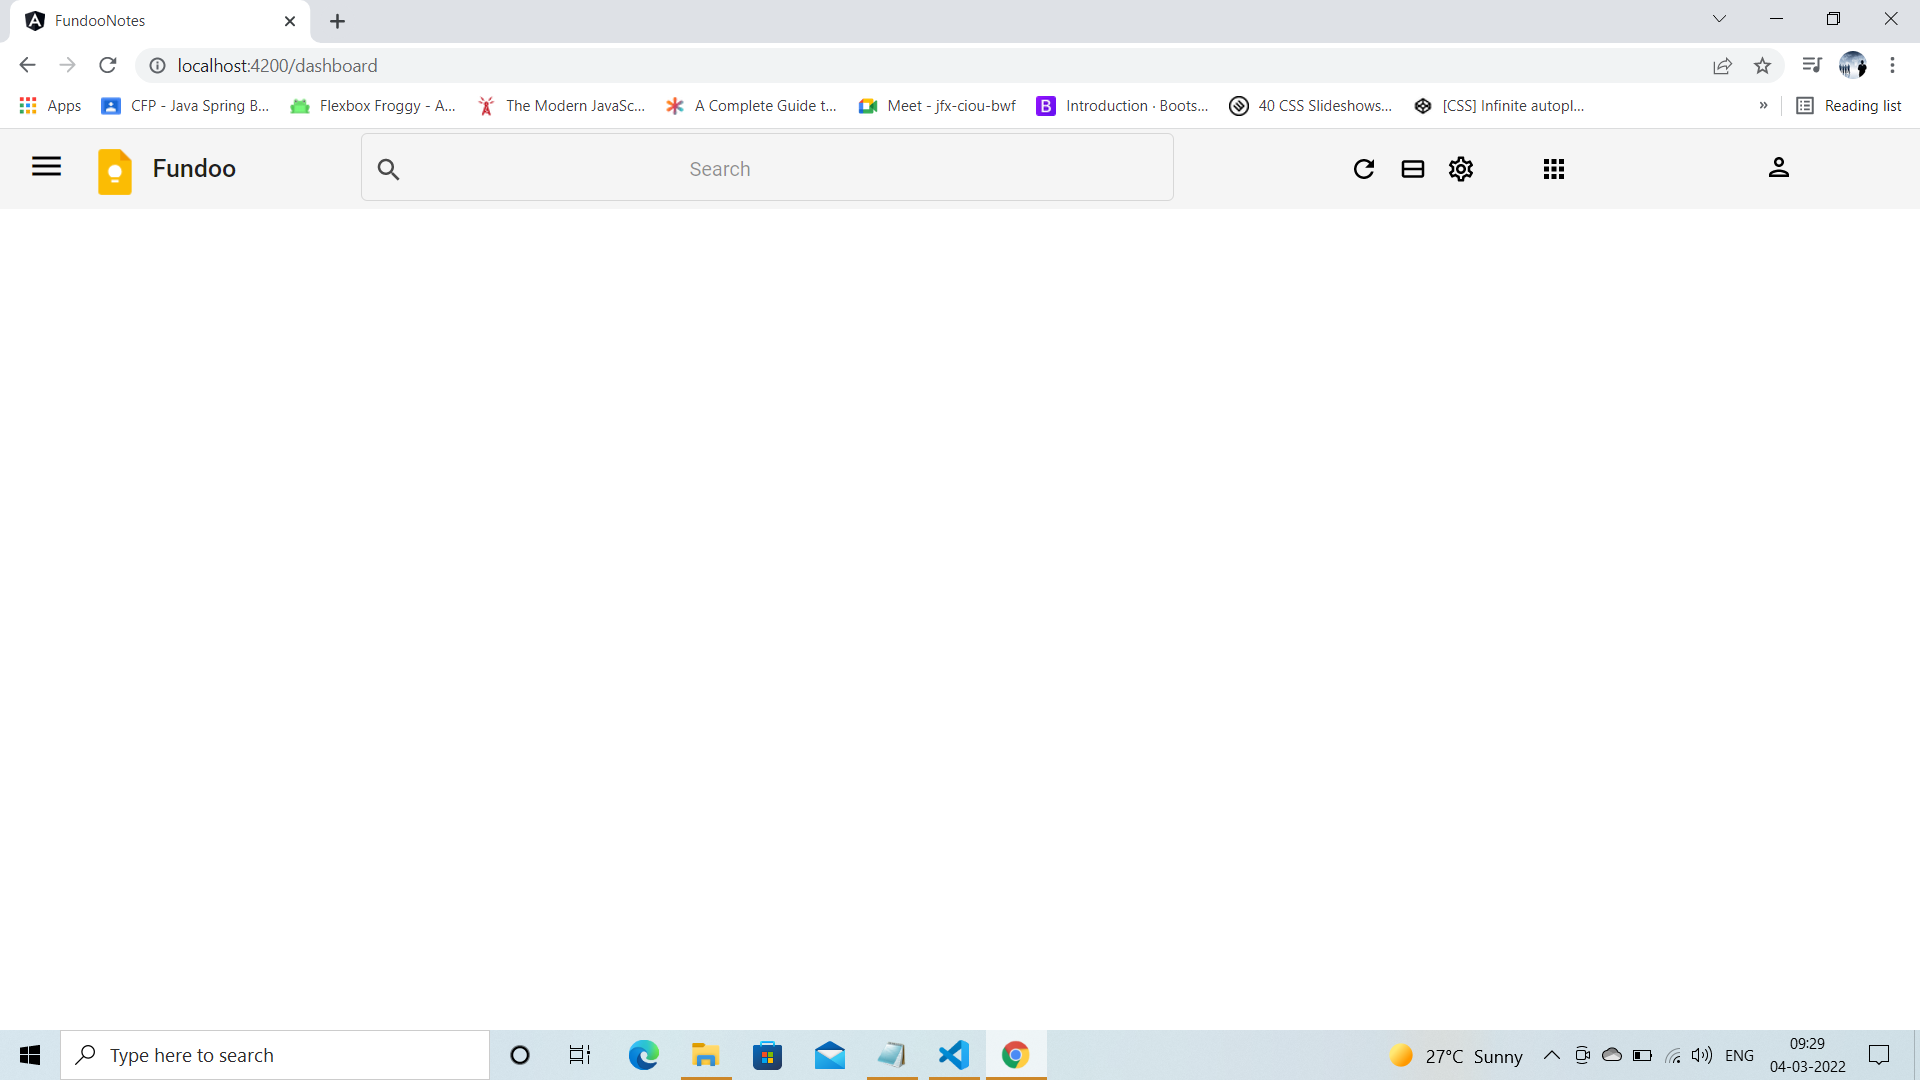 FundooNotes
localhost:4200/dashboard
Apps CFP - Java Spring B... Flexbox Froggy - A... The Modern JavaSc... A Complete Guide t... Meet - jfx-ciou-bwf B Introduction · Boots... 40 CSS Slideshows... [CSS] Infinite autopl... » Reading list
Fundoo Search
Type here to search 27°C Sunny ENG 09:29
04-03-2022